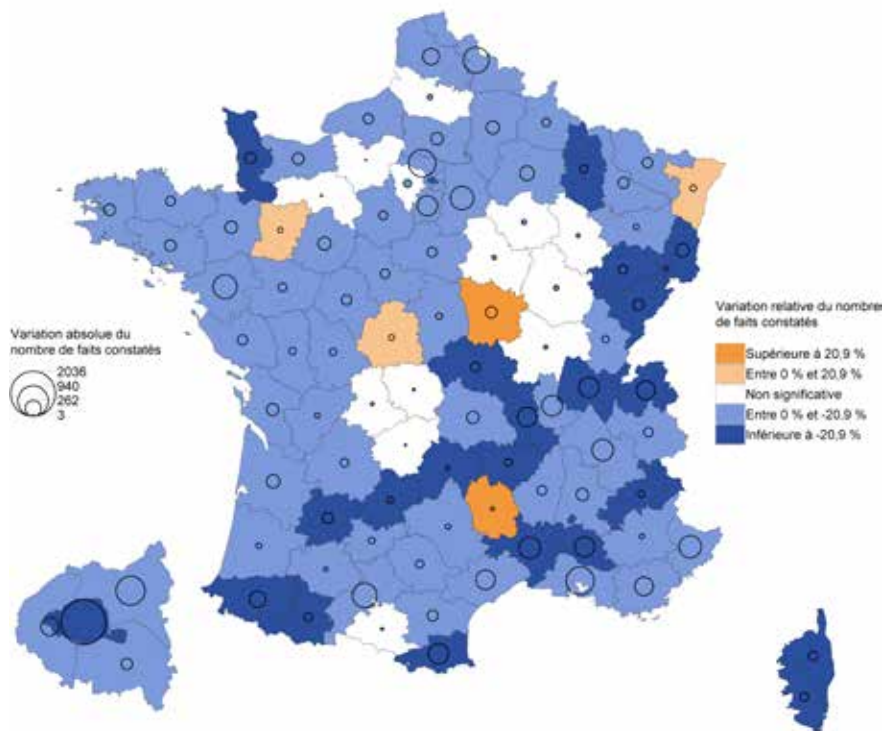 Variation absolue du
nombre de faits constatés
2036
940
262
3
Variation relative du nombre
de faits constatés
Supérieure à 20,9 %
Entre 0 % et 20,9 %
Non significative
Entre 0 % et -20,9 %
Inférieure à -20,9 %